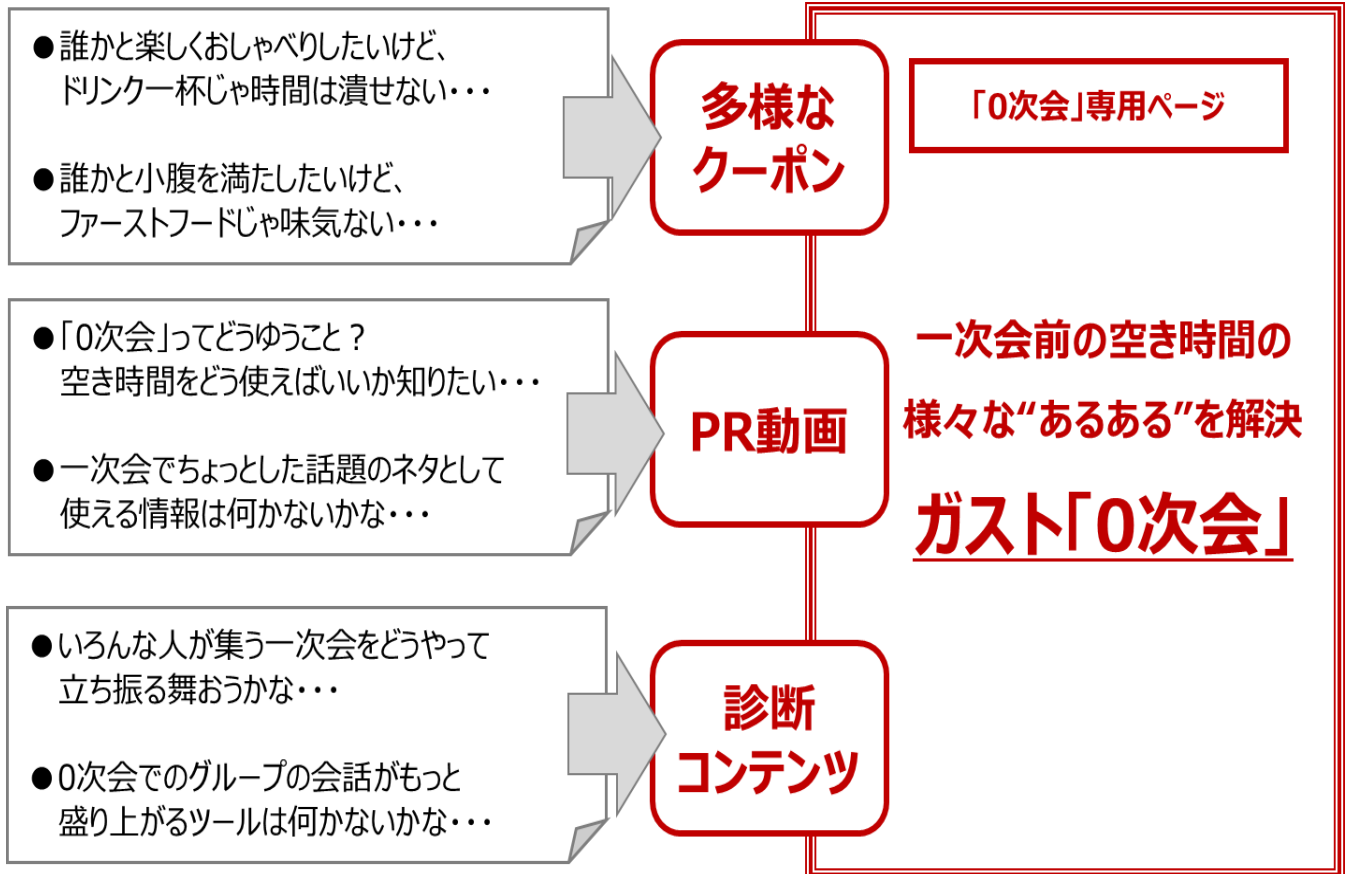 ●誰かと楽しくおしゃべりしたいけど、
ドリンク一杯じゃ時間は潰せない・・・
●誰かと小腹を満たしたいけど、
ファーストフードじゃ味気ない・・・
多様な
クーポン
●「0次会」ってどうゆうこと？
空き時間をどう使えばいいか知りたい・・・
●一次会でちょっとした話題のネタとして
使える情報は何かないかな・・・
PR動画
●いろんな人が集う一次会をどうやって
立ち振る舞おうかな・・・
●0次会でのグループの会話がもっと
盛り上がるツールは何かないかな・・・
診断
コンテンツ
「0次会」専用ページ
一次会前の空き時間の
様々な“あるある”を解決
ガスト「0次会」